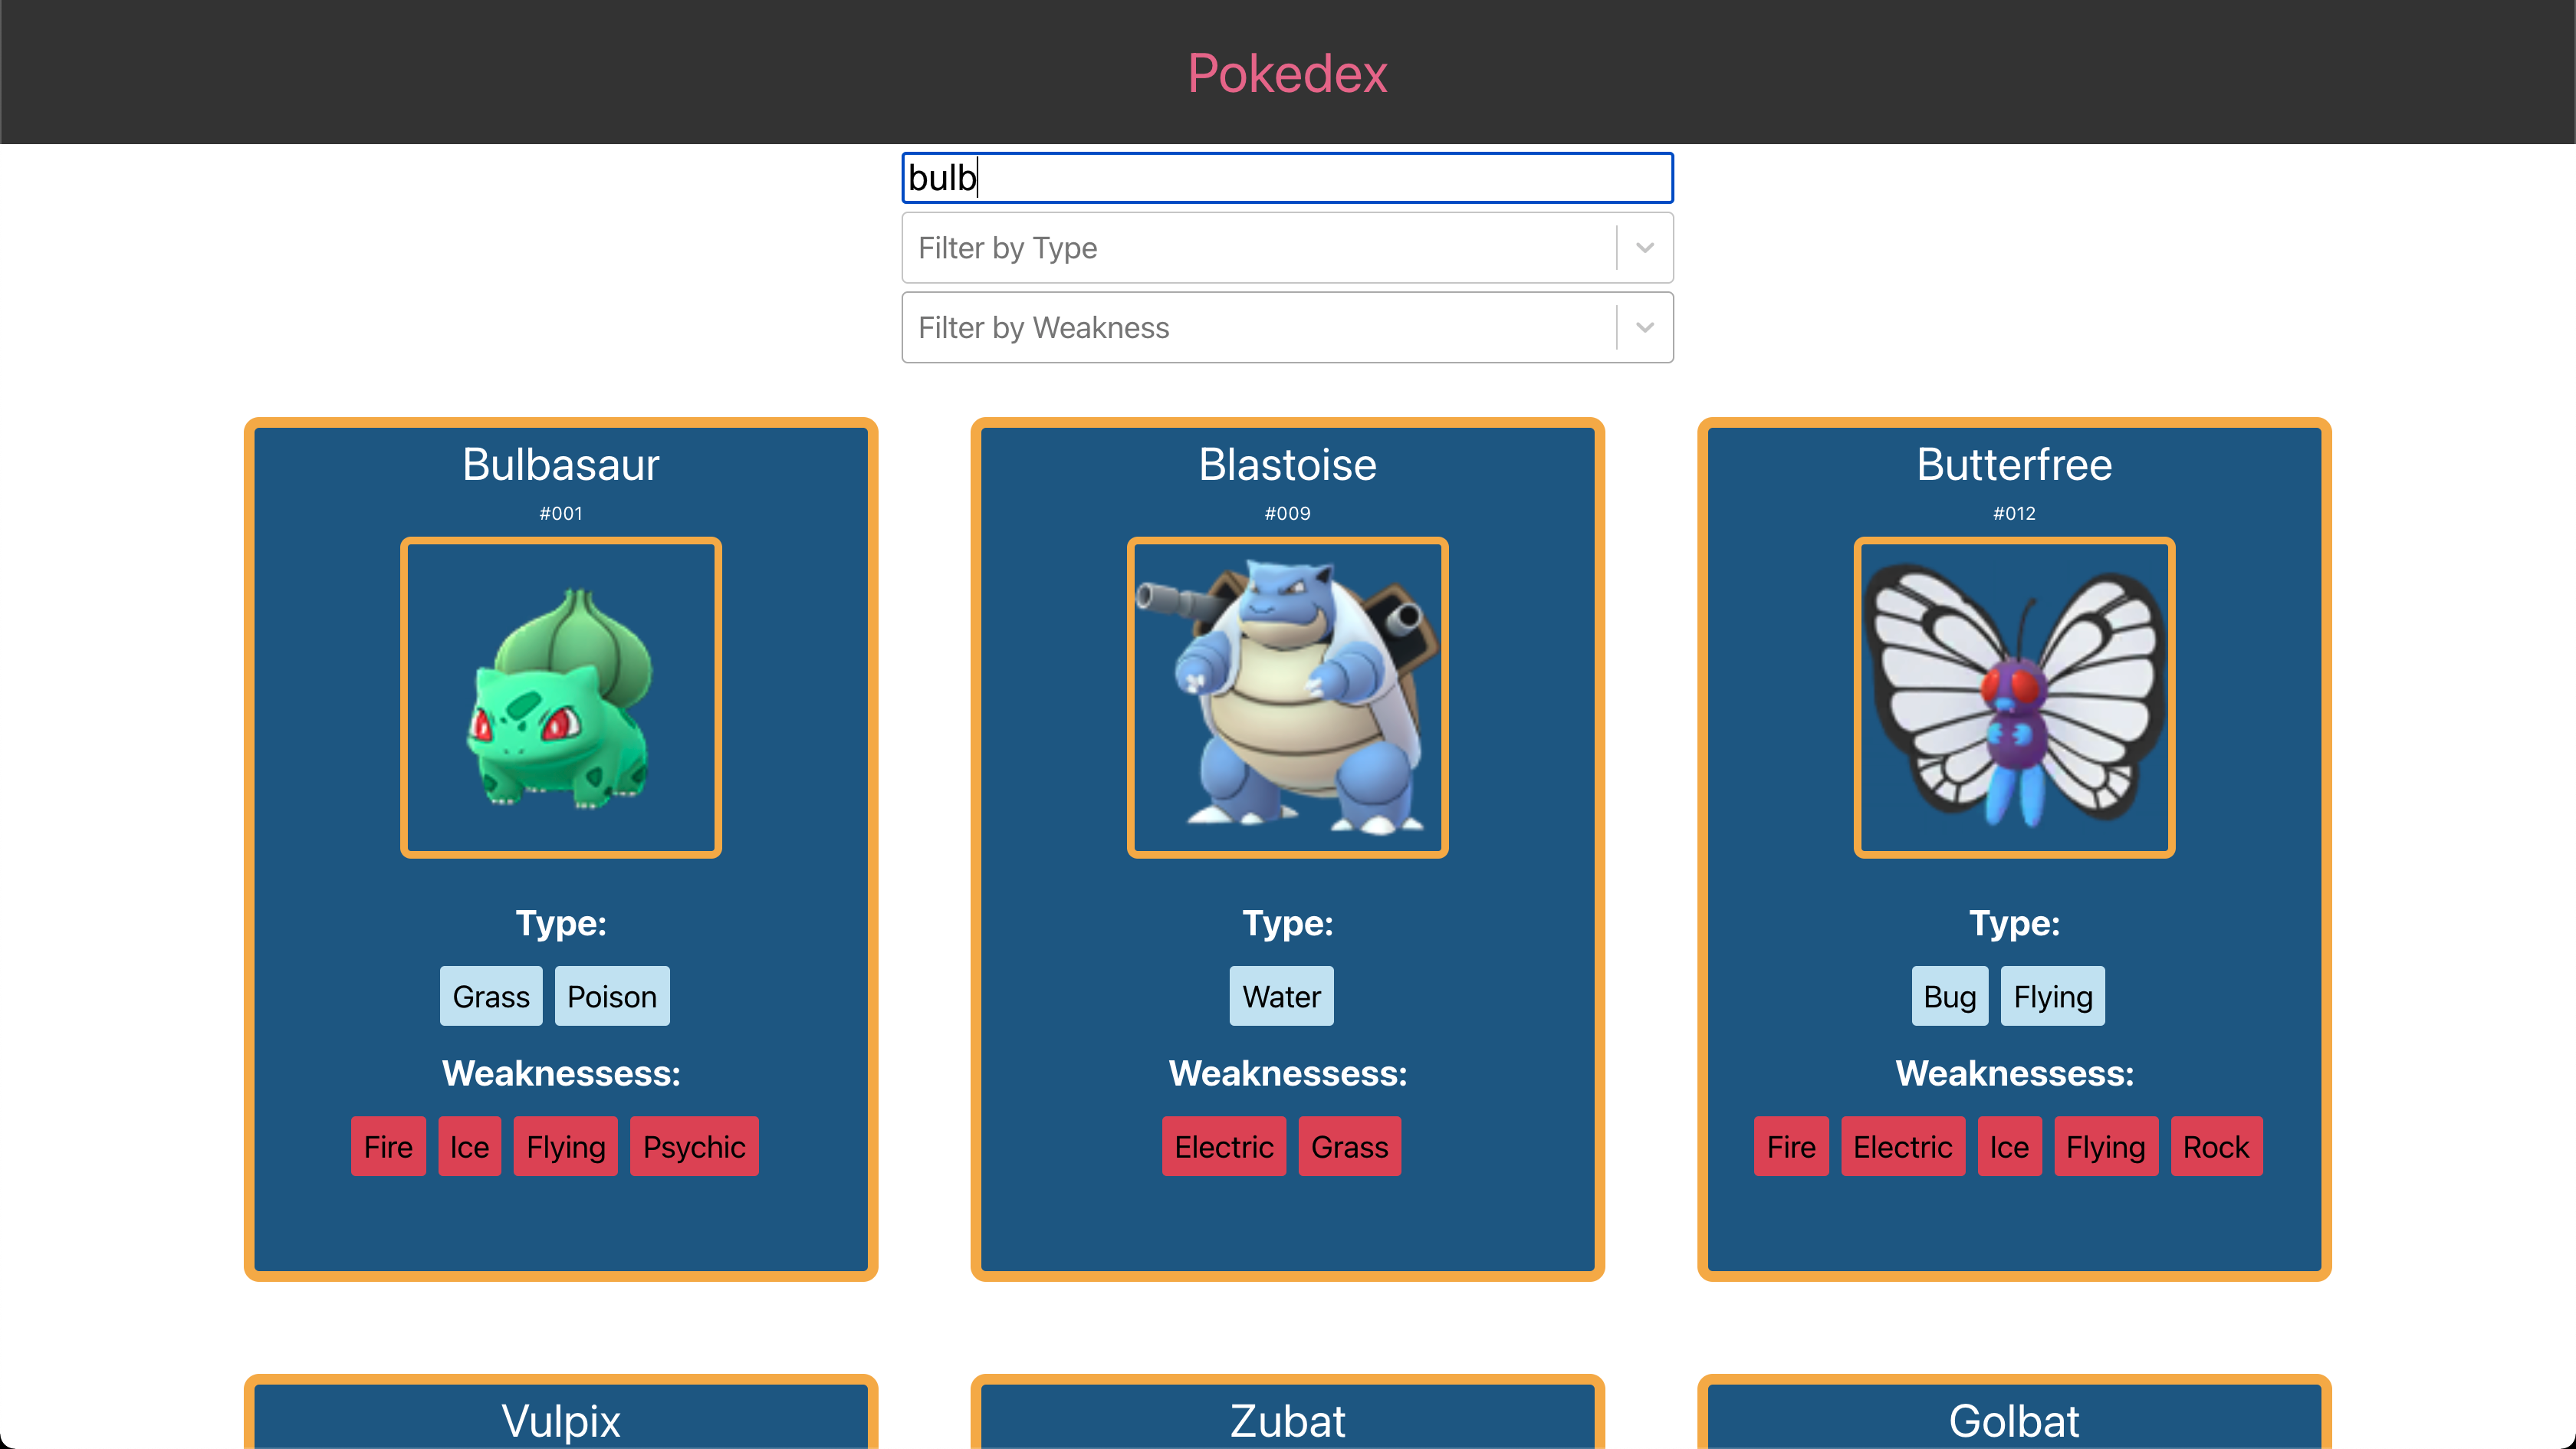 Pokedex
bulb
Filter by Type
Filter by Weakness
Bulbasaur
#001
Type:
Grass Poison
Weaknessess:
Fire Ice Flying Psychic
Blastoise
#009
Type:
Water
Weaknessess:
Electric Grass
Butterfree
#012
Type:
Bug Flying
Weaknessess:
Fire Electric Ice Flying Rock
Vulpix
Zubat
Golbat